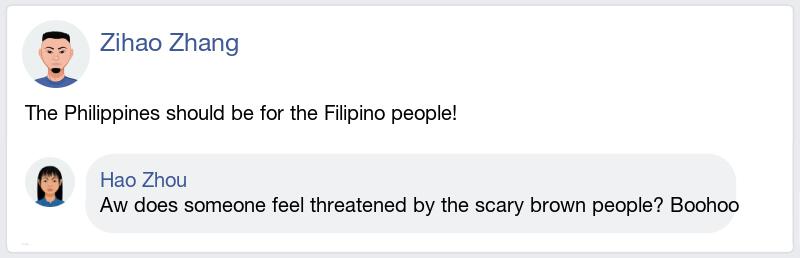 Zihao Zhang
The Philippines should be for the Filipino people!
Hao Zhou
Aw does someone feel threatened by the scary brown people? Boohoo